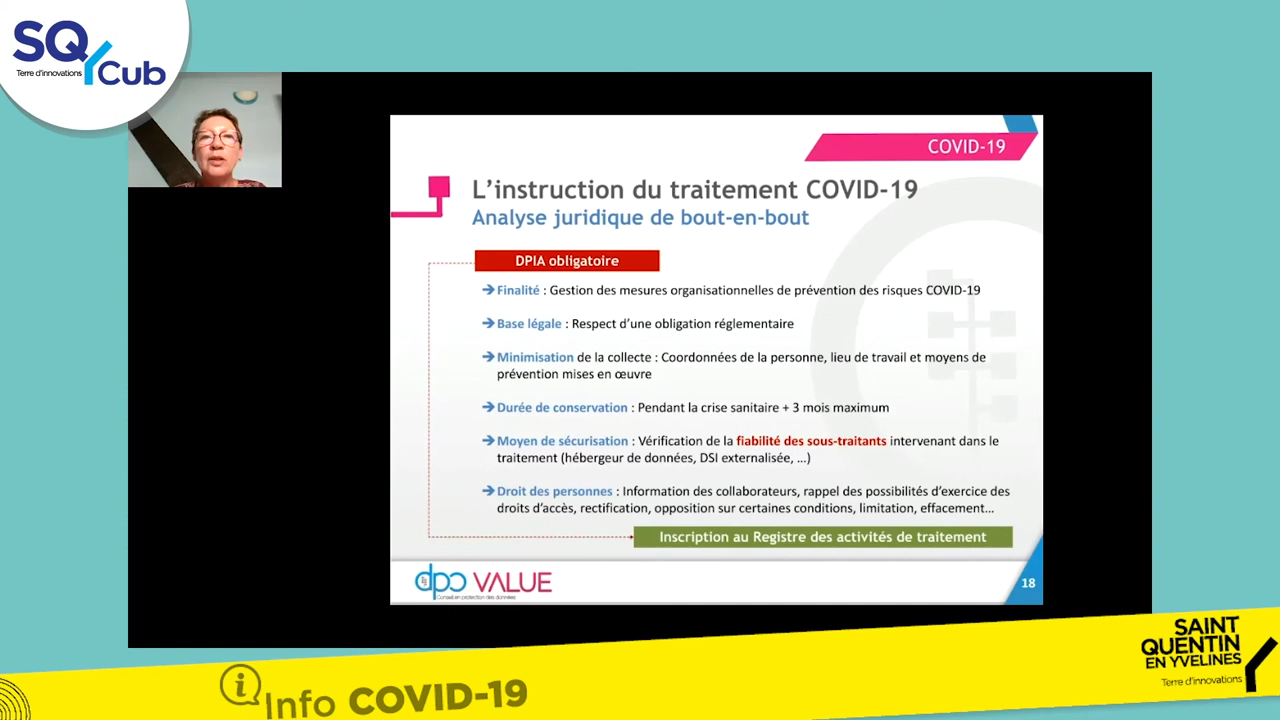 SQY Cub
Terre d'innovations
COVID-19
L'instruction du traitement COVID-19
Analyse juridique de bout-en-bout
DPIA obligatoire
→ Finalité : Gestion des mesures organisationnelles de prévention des risques COVID-19
→ Base légale : Respect d'une obligation réglementaire
→ Minimisation de la collecte : Coordonnées de la personne, lieu de travail et moyens de
prévention mises en œuvre
→ Durée de conservation : Pendant la crise sanitaire + 3 mois maximum
→ Moyen de sécurisation : Vérification de la fiabilité des sous-traitants intervenant dans le
traitement (hébergeur de données, DSI externalisée, ...)
→ Droit des personnes : Information des collaborateurs, rappel des possibilités d'exercice des
droits d'accès, rectification, opposition sur certaines conditions, limitation, effacement...
Inscription au Registre des activités de traitement
dpo VALUE
Conseil en protection des données
18
i Info COVID-19
SAINT
QUENTIN
EN YVELINES
Terre d'innovations